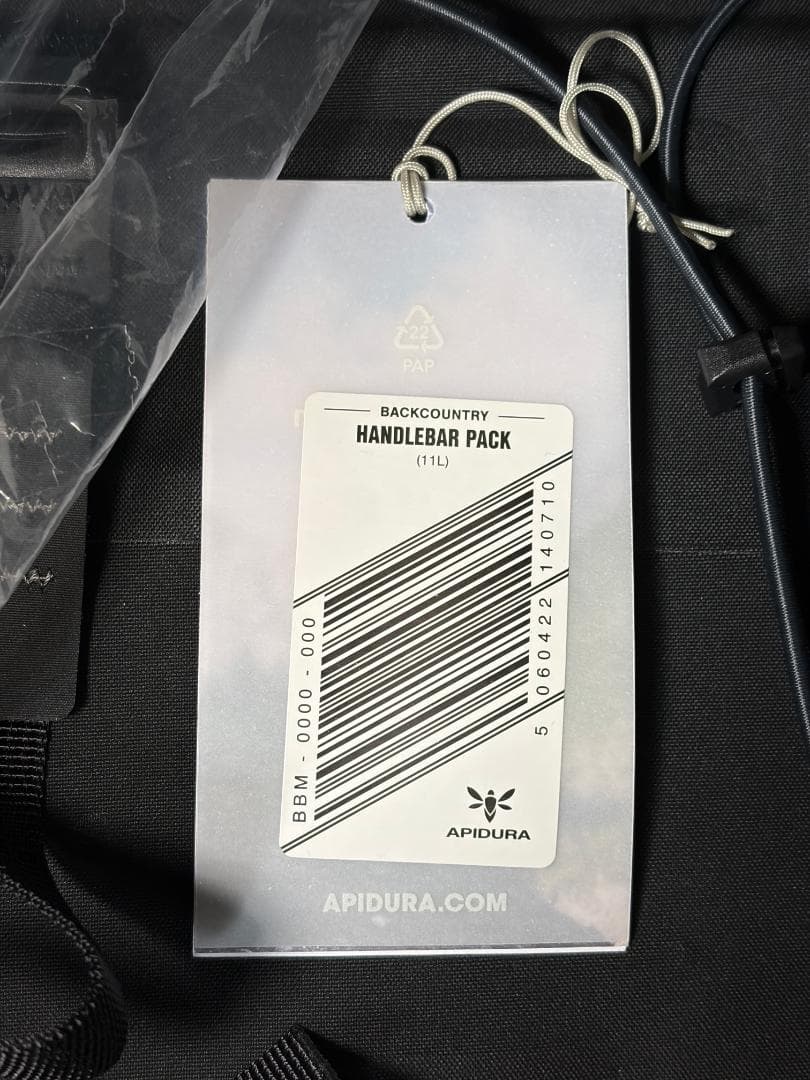 22
PAP
BACKCOUNTRY
HANDLEBAR PACK
(11L)
BBM - 0000 - 000
5 060422 140710
APIDURA
APIDURA.COM